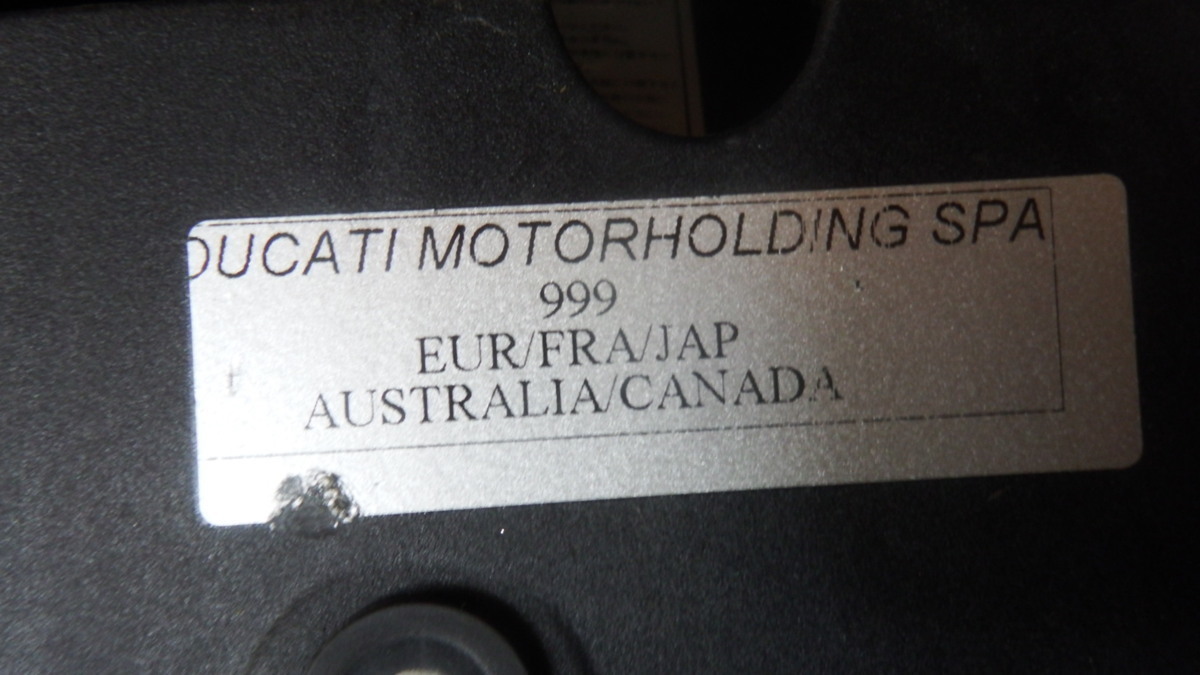 DUCATI MOTORHOLDING SPA
999
EUR/FRA/JAP
AUSTRALIA/CANADA